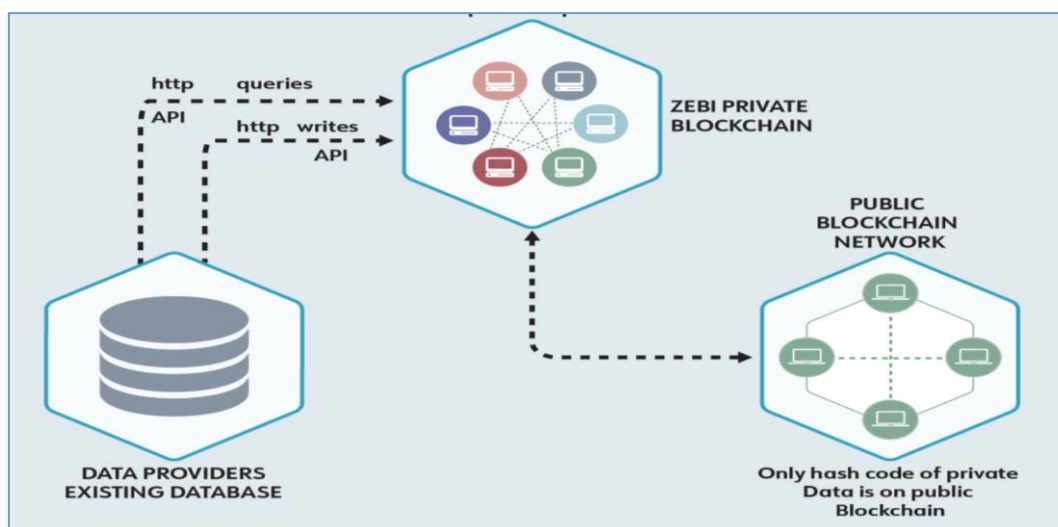 http queries
API
http writes
API
ZEBI PRIVATE
BLOCKCHAIN
PUBLIC
BLOCKCHAIN
NETWORK
DATA PROVIDERS
EXISTING DATABASE
Only hash code of private
Data is on public
Blockchain